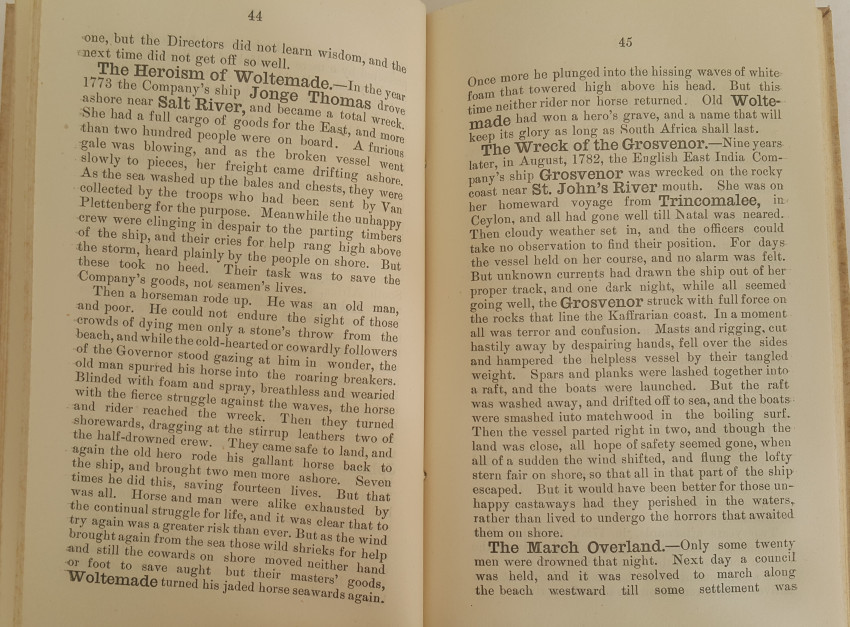 44
one, but the Directors did not learn wisdom, and the
next time did not get off so well.
The Heroism of Woltemade.—In the year
1773 the Company's ship Jonge Thomas drove
ashore near Salt River, and became a total wreck.
She had a full cargo of goods for the East, and more
than two hundred people were on board. A furious
gale was blowing, and as the broken vessel went
slowly to pieces, her freight came drifting ashore.
As the sea washed up the bales and chests, they were
collected by the troops who had been sent by Van
Plettenberg for the purpose. Meanwhile the unhappy
crew were clinging in despair to the parting timbers
of the ship, and their cries for help rang high above
the storm, heard plainly by the people on shore. But
these took no heed. Their task was to save the
Company's goods, not seamen's lives.
Then a horseman rode up. He was an old man,
and poor. He could not endure the sight of those
crowds of dying men only a stone's throw from the
beach, and while the cold-hearted or cowardly followers
of the Governor stood gazing at him in wonder, the
old man spurred his horse into the roaring breakers.
Blinded with foam and spray, breathless and wearied
with the fierce struggle against the waves, the horse
and rider reached the wreck. Then they turned
shorewards, dragging at the stirrup leathers two of
the half-drowned crew. They came safe to land, and
again the old hero rode his gallant horse back to
the ship, and brought two men more ashore. Seven
times he did this, saving fourteen lives. But that
was all. Horse and man were alike exhausted by
the continual struggle for life, and it was clear that to
try again was a greater risk than ever. But as the wind
brought again from the sea those wild shrieks for help
and still the cowards on shore moved neither hand
or foot to save aught but their masters' goods,
Woltemade turned his jaded horse seawards again.
45
Once more he plunged into the hissing waves of white
foam that towered high above his head. But this
time neither rider nor horse returned. Old Wolte-
made had won a hero's grave, and a name that will
keep its glory as long as South Africa shall last.
The Wreck of the Grosvenor.—Nine years
later, in August, 1782, the English East India Com-
pany's ship Grosvenor was wrecked on the rocky
coast near St. John's River mouth. She was on
her homeward voyage from Trincomalee, in
Ceylon, and all had gone well till Natal was neared.
Then cloudy weather set in, and the officers could
take no observation to find their position. For days
the vessel held on her course, and no alarm was felt.
But unknown currents had drawn the ship out of her
proper track, and one dark night, while all seemed
going well, the Grosvenor struck with full force on
the rocks that line the Kaffrarian coast. In a moment
all was terror and confusion. Masts and rigging, cut
hastily away by despairing hands, fell over the sides
and hampered the helpless vessel by their tangled
weight. Spars and planks were lashed together into
a raft, and the boats were launched. But the raft
was washed away, and drifted off to sea, and the boats
were smashed into matchwood in the boiling surf.
Then the vessel parted right in two, and though the
land was close, all hope of safety seemed gone, when
all of a sudden the wind shifted, and flung the lofty
stern fair on shore, so that all in that part of the ship
escaped. But it would have been better for those un-
happy castaways had they perished in the waters,
rather than lived to undergo the horrors that awaited
them on shore.
The March Overland.—Only some twenty
men were drowned that night. Next day a council
was held, and it was resolved to march along
the beach westward till some settlement was